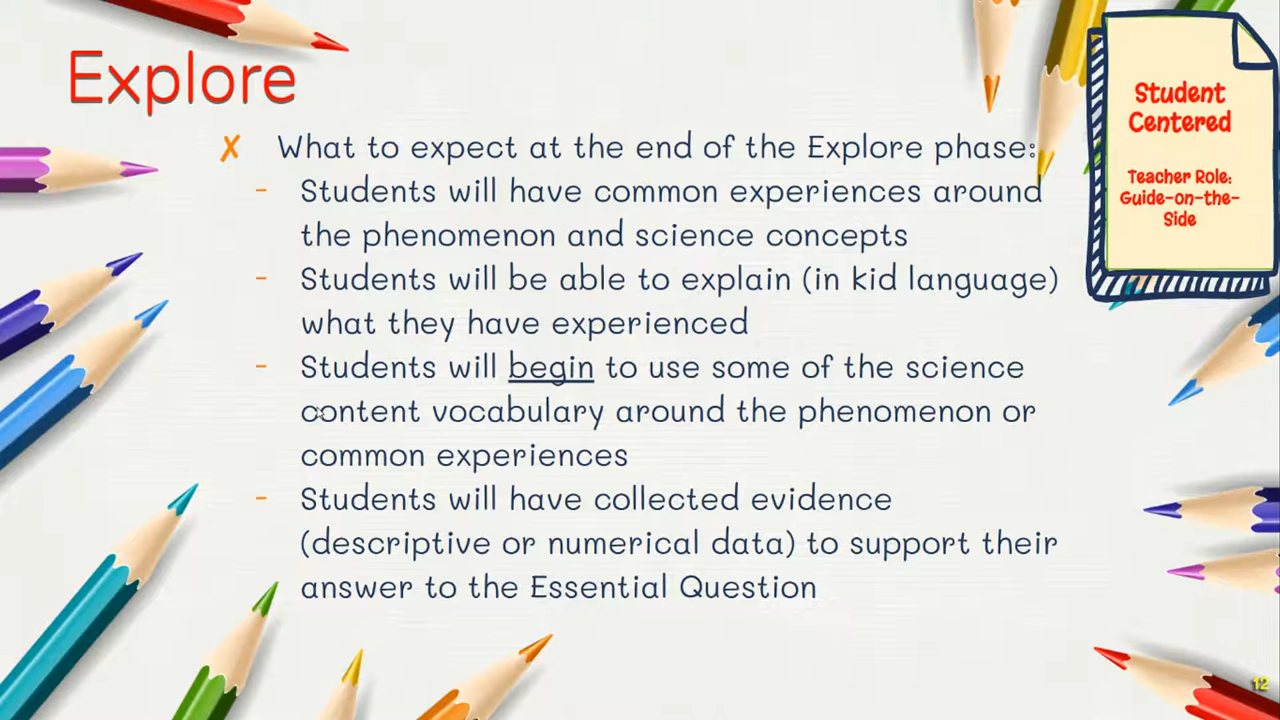 Explore
Student
Centered
Teacher Role:
Guide-on-the-
Side
✗ What to expect at the end of the Explore phase:
- Students will have common experiences around
the phenomenon and science concepts
- Students will be able to explain (in kid language)
what they have experienced
- Students will begin to use some of the science
content vocabulary around the phenomenon or
common experiences
- Students will have collected evidence
(descriptive or numerical data) to support their
answer to the Essential Question
12